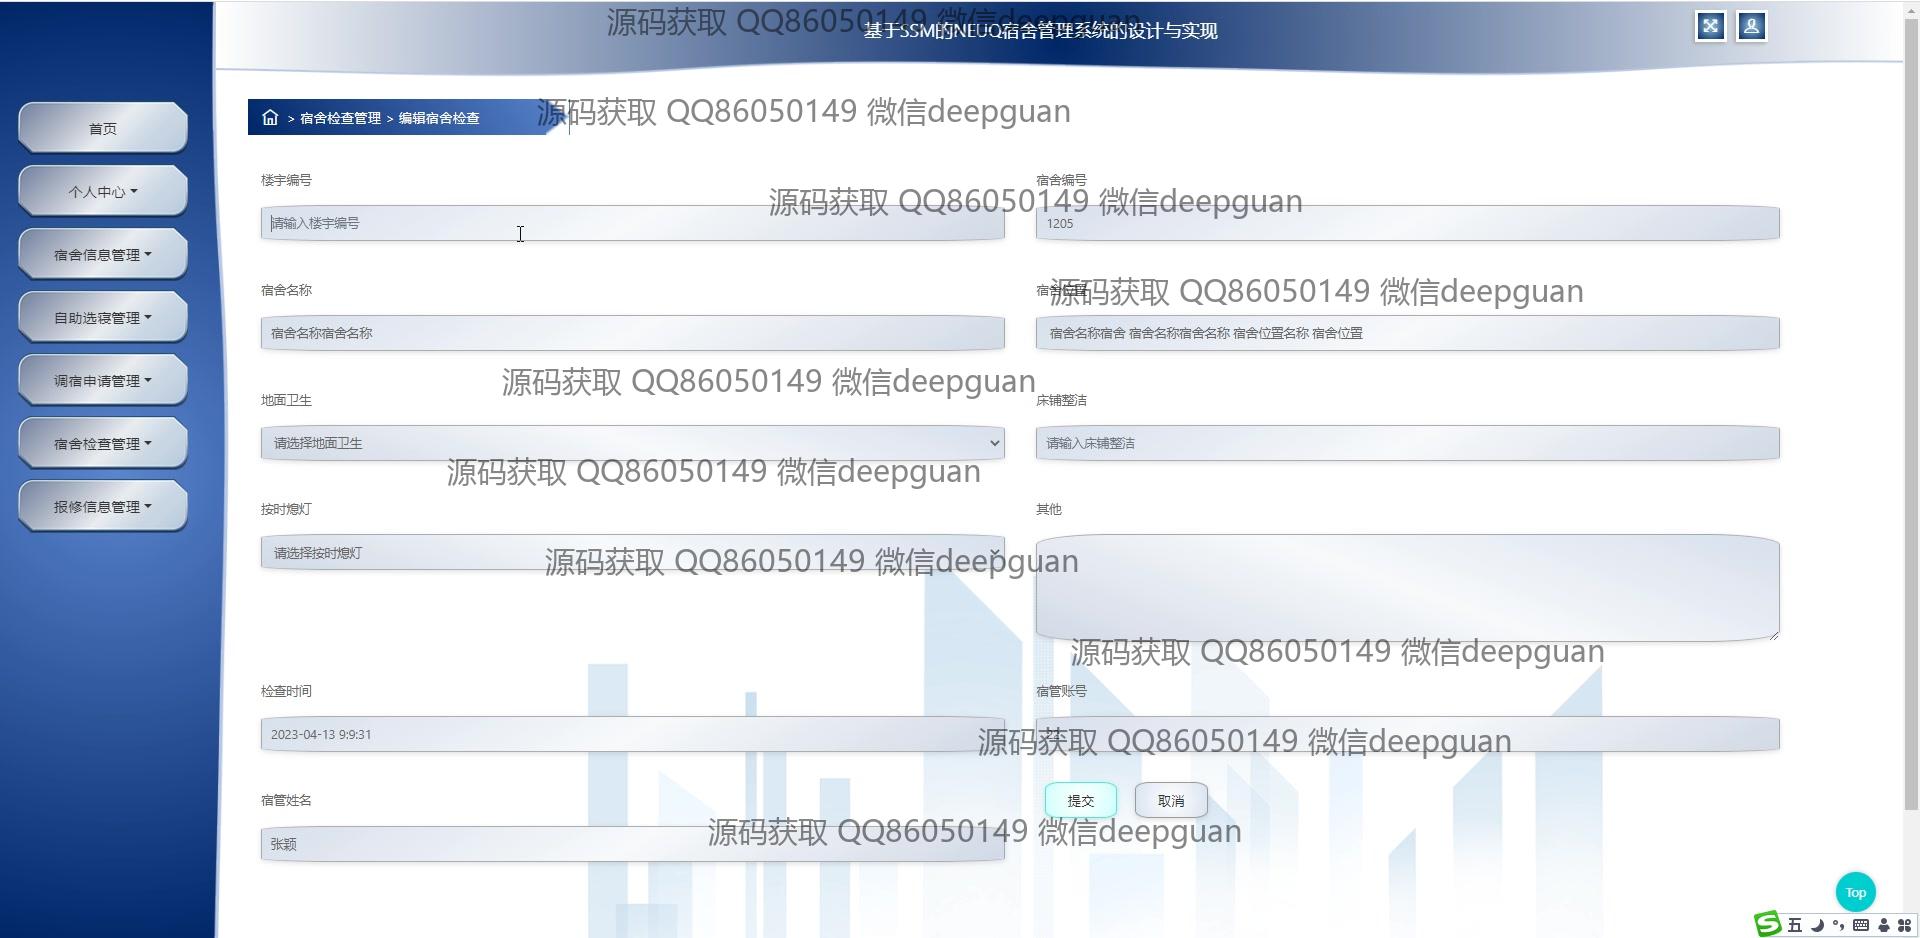 源码获取 QQ86050149 微信deepguan
基于SSM的NEUQ宿舍管理系统的设计与实现
首页
个人中心
宿舍信息管理
自助选寝管理
调宿申请管理
宿舍检查管理
报修信息管理
> 宿舍检查管理 > 编辑宿舍检查
源码获取 QQ86050149 微信deepguan
楼宇编号
宿舍编号
源码获取 QQ86050149 微信deepguan
请输入楼宇编号
1205
宿舍名称
宿舍位置
源码获取 QQ86050149 微信deepguan
宿舍名称宿舍名称
宿舍名称宿舍 宿舍名称宿舍名称 宿舍位置名称 宿舍位置
源码获取 QQ86050149 微信deepguan
地面卫生
床铺整洁
请选择地面卫生
请输入床铺整洁
源码获取 QQ86050149 微信deepguan
按时熄灯
其他
请选择按时熄灯
源码获取 QQ86050149 微信deepguan
源码获取 QQ86050149 微信deepguan
检查时间
宿管账号
2023-04-13 9:9:31
源码获取 QQ86050149 微信deepguan
宿管姓名
提交
取消
源码获取 QQ86050149 微信deepguan
张颖
Top
S 五